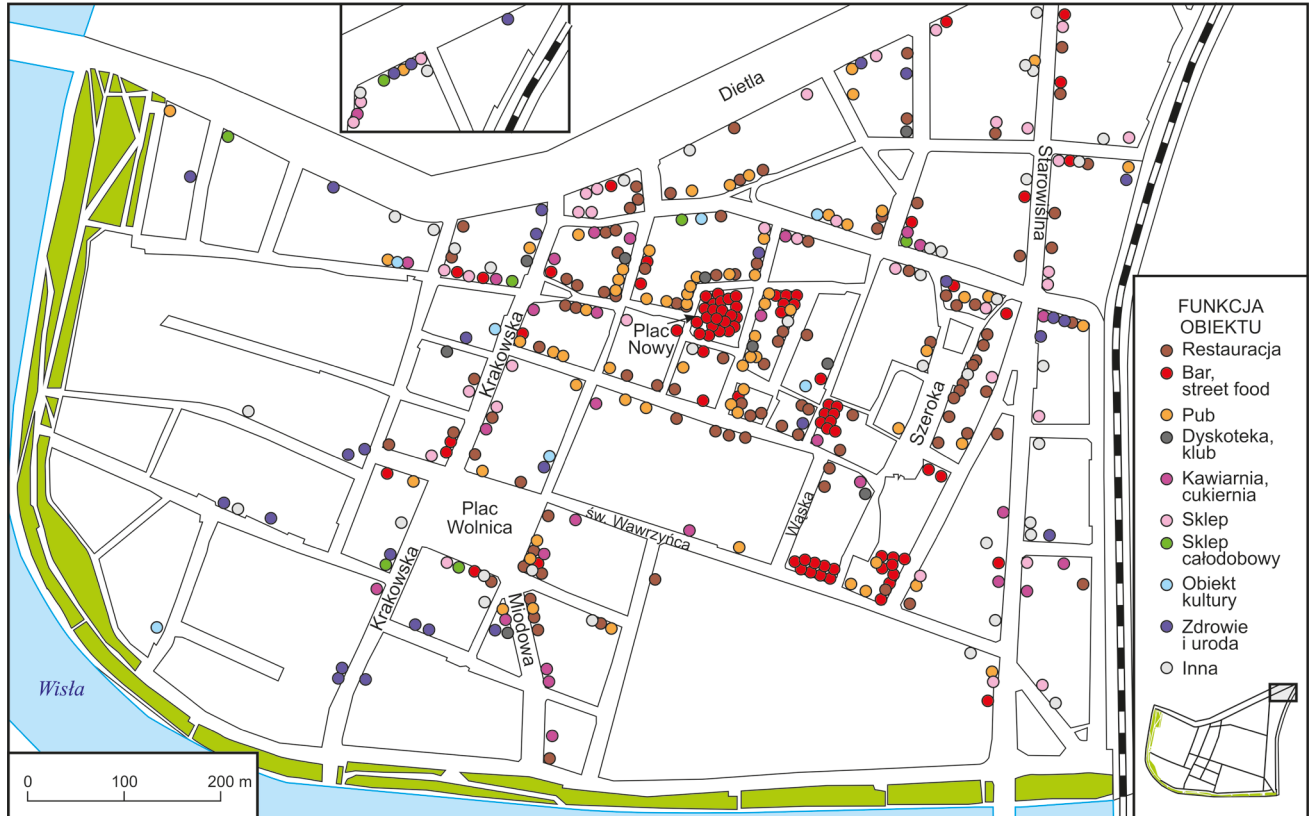 Dietla
Starowiślna
Krakowska
Plac
Nowy
Szeroka
Plac
Wolnica
św. Wawrzyńca
Wąska
Krakowska
Miodowa
Wisła
0 100 200 m
FUNKCJA
OBIEKTU
Restauracja
Bar,
street food
Pub
Dyskoteka,
klub
Kawiarnia,
cukiernia
Sklep
Sklep
całodobowy
Obiekt
kultury
Zdrowie
i uroda
Inna